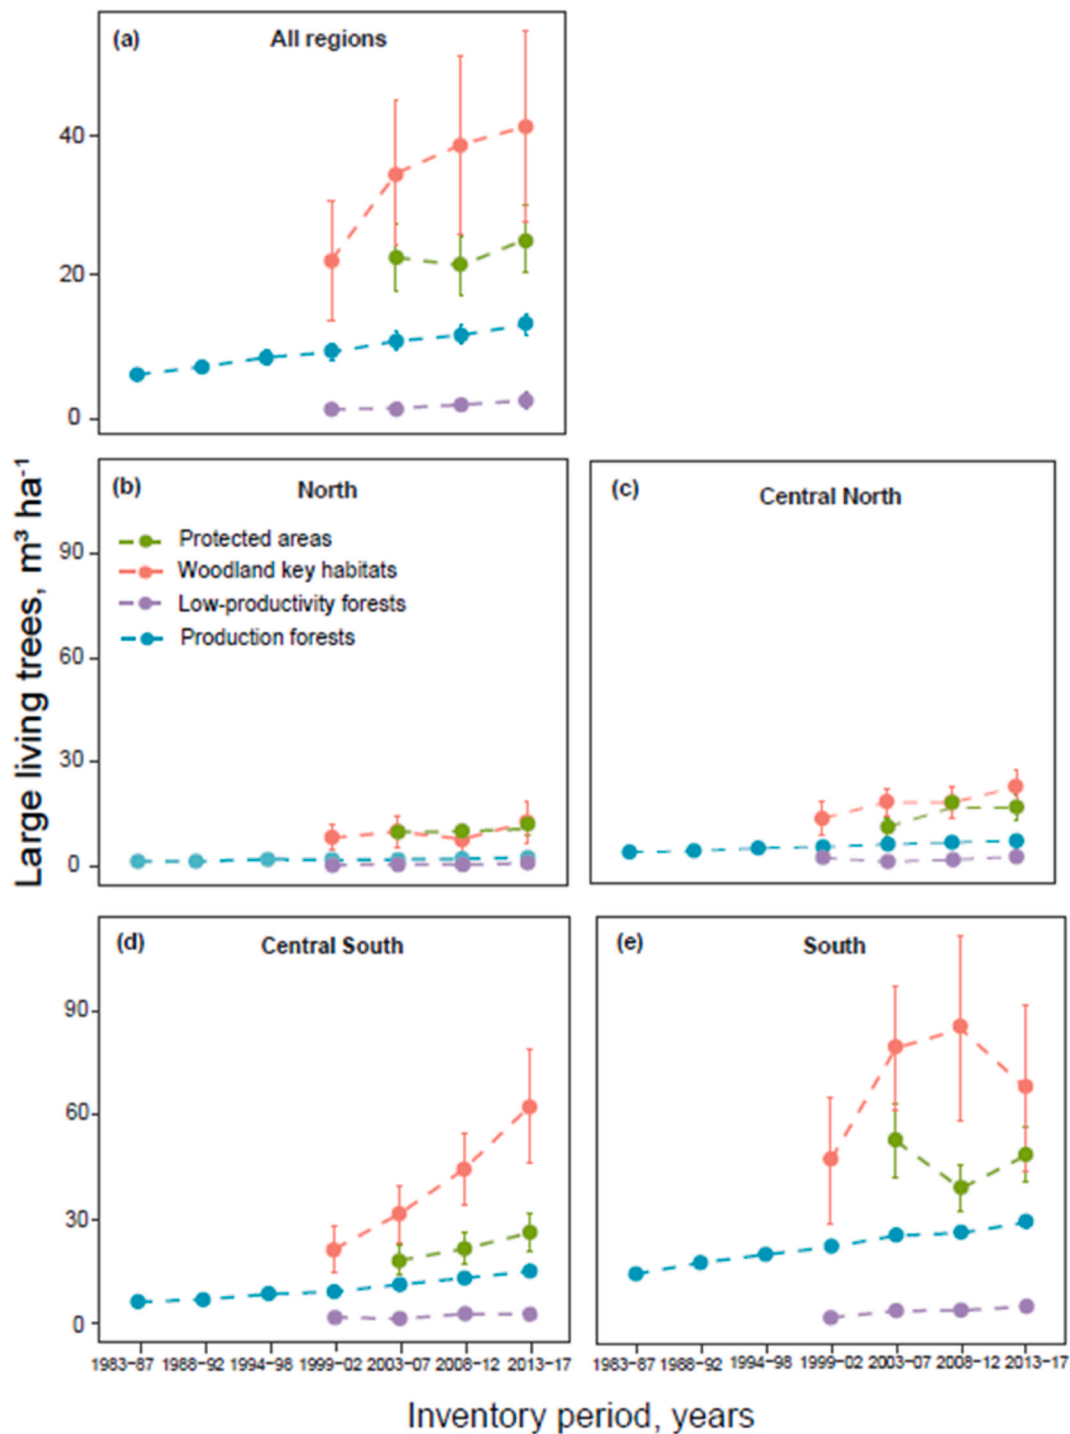 (a) All regions
40
20
0
Large living trees, m³ ha⁻¹
(b) North
Protected areas
Woodland key habitats
Low-productivity forests
Production forests
90
60
30
0
(c) Central North
(d) Central South
90
60
30
0
(e) South
1983–87 1988–92 1994–98 1999–02 2003–07 2008–12 2013–17
1983–87 1988–92 1994–98 1999–02 2003–07 2008–12 2013–17
Inventory period, years